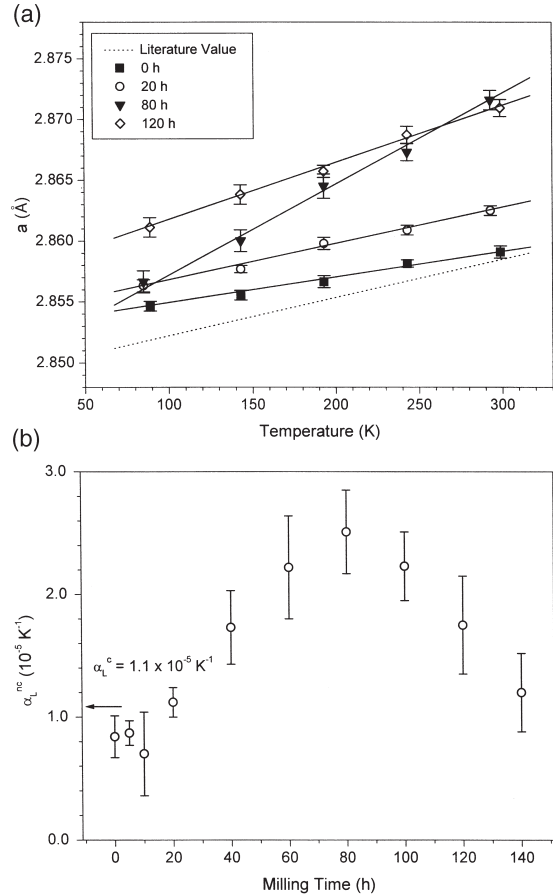 (a)
Literature Value
0 h
20 h
80 h
120 h
2.875
2.870
2.865
2.860
2.855
2.850
a (Å)
50 100 150 200 250 300
Temperature (K)
(b)
3.0
2.0
1.0
0.0
α_L^nc (10^-5 K^-1)
α_L^c = 1.1 x 10^-5 K^-1
0 20 40 60 80 100 120 140
Milling Time (h)